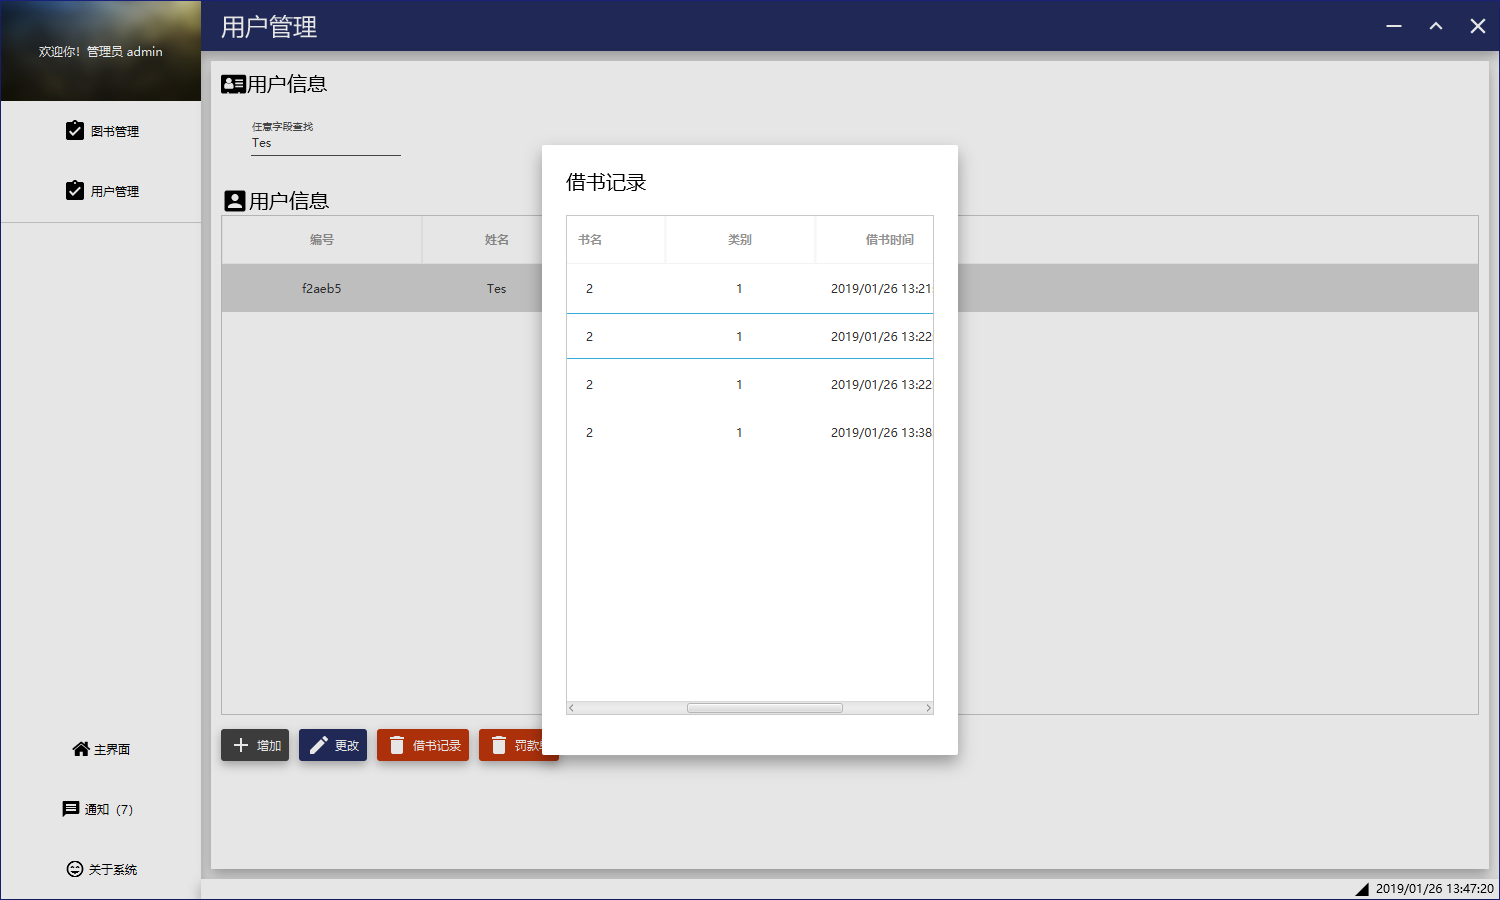 欢迎你！管理员 admin
图书管理
用户管理
主界面
通知（7）
关于系统
用户管理
用户信息
任意字段查找
Tes
用户信息
编号 姓名
f2aeb5 Tes
增加 更改 借书记录 罚款
借书记录
书名 类别 借书时间
2 1 2019/01/26 13:21
2 1 2019/01/26 13:22
2 1 2019/01/26 13:22
2 1 2019/01/26 13:38
2019/01/26 13:47:20